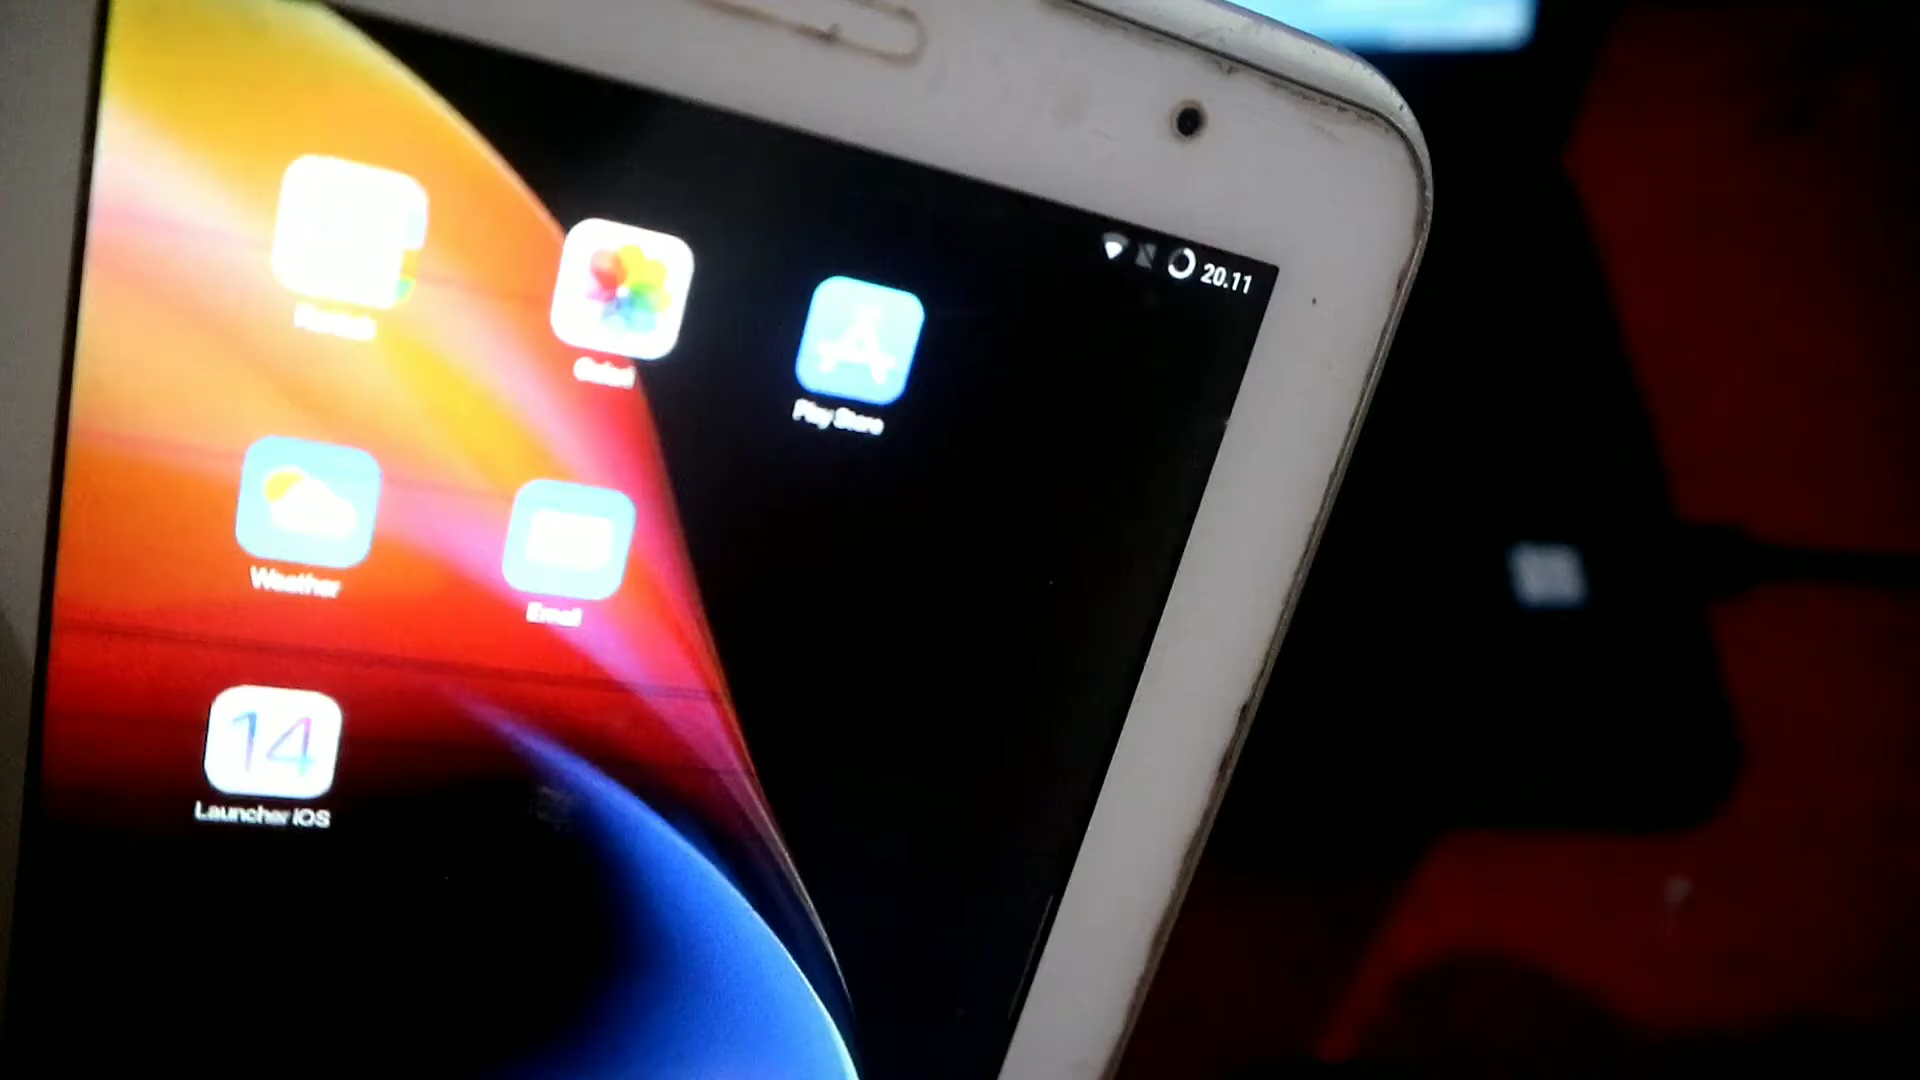 20.11
Play Store
Weather
Email
14
Launcher iOS